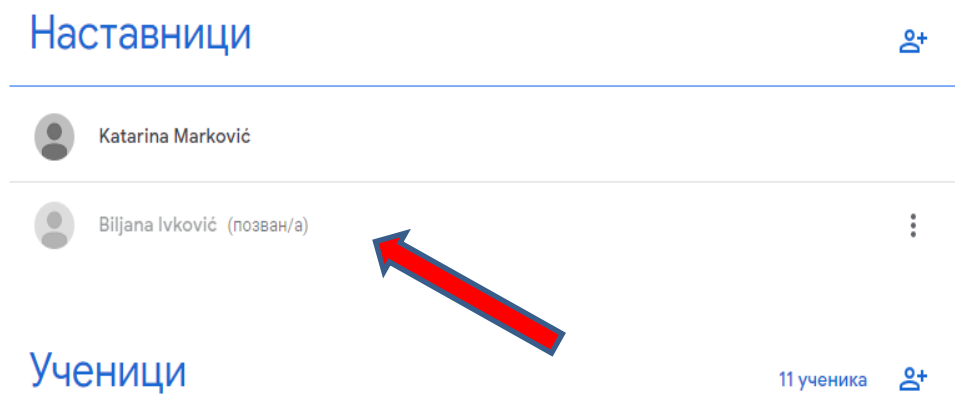 Наставници
Katarina Marković
Biljana Ivković (позван/а)
Ученици
11 ученика